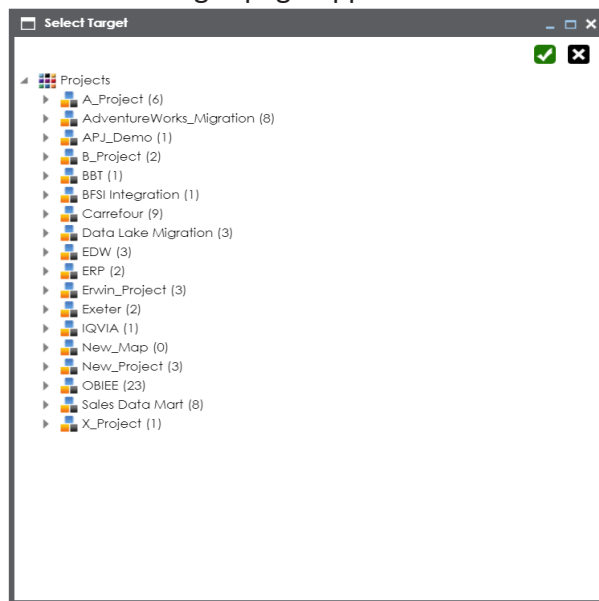 Select Target
Projects
A_Project (6)
AdventureWorks_Migration (8)
APJ_Demo (1)
B_Project (2)
BBT (1)
BFSI Integration (1)
Carrefour (9)
Data Lake Migration (3)
EDW (3)
ERP (2)
Erwin_Project (3)
Exeter (2)
IQVIA (1)
New_Map (0)
New_Project (3)
OBIEE (23)
Sales Data Mart (8)
X_Project (1)